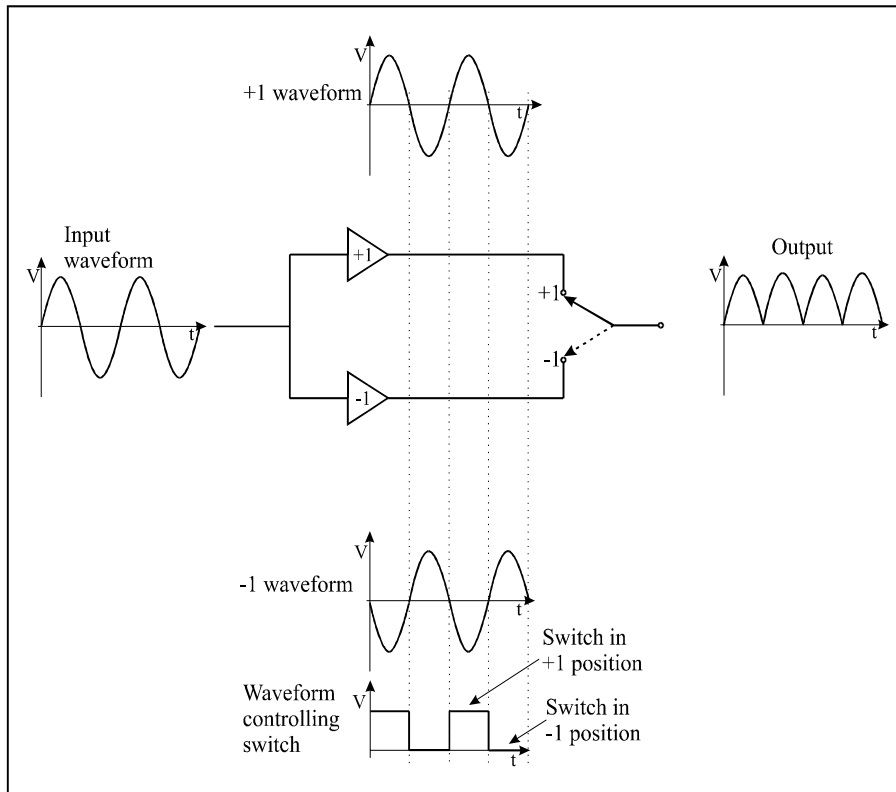 V
+1 waveform
t
Input
waveform
V
t
+1
-1
+1
-1
Output
V
t
V
-1 waveform
t
Switch in
+1 position
Waveform
controlling
switch
V
t
Switch in
-1 position